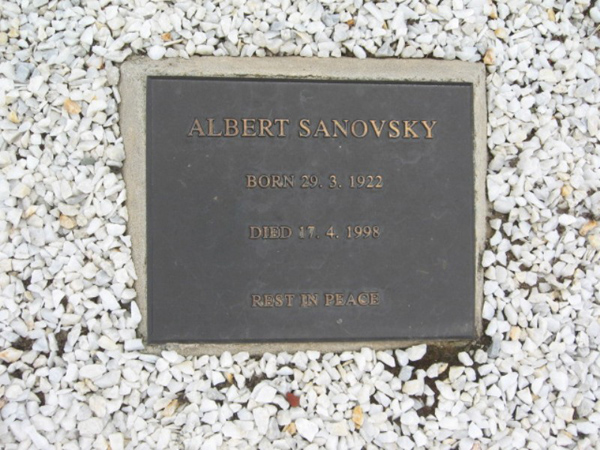 ALBERT SANOVSKY
BORN 29. 3. 1922
DIED 17. 4. 1998
REST IN PEACE